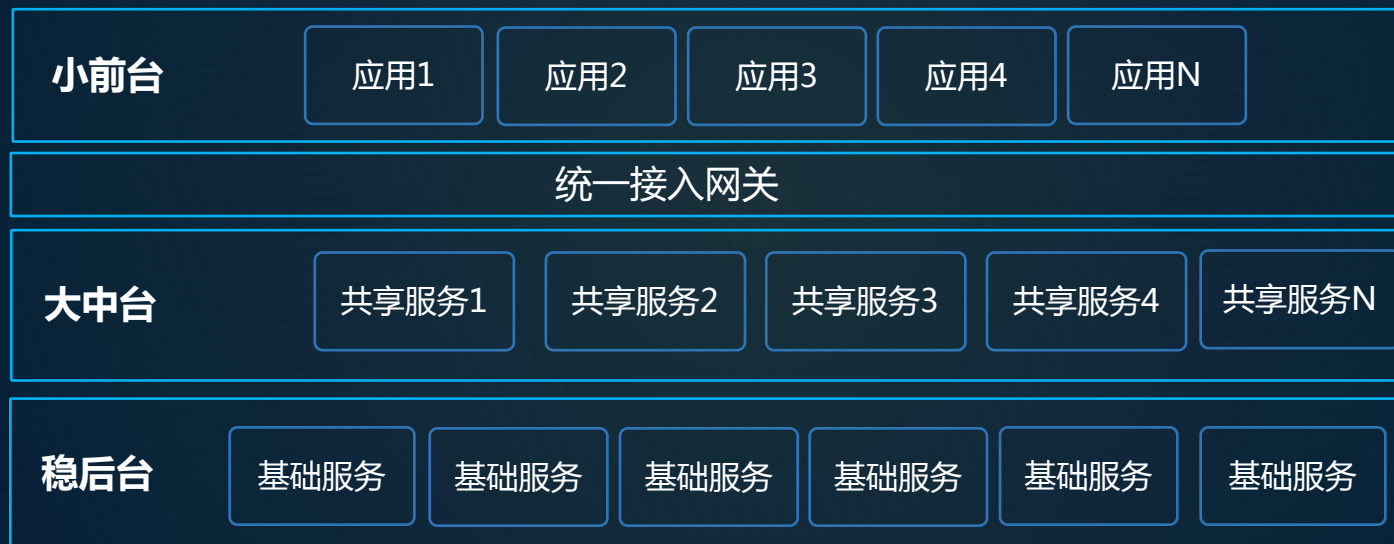 小前台
应用1
应用2
应用3
应用4
应用N
统一接入网关
大中台
共享服务1
共享服务2
共享服务3
共享服务4
共享服务N
稳后台
基础服务
基础服务
基础服务
基础服务
基础服务
基础服务